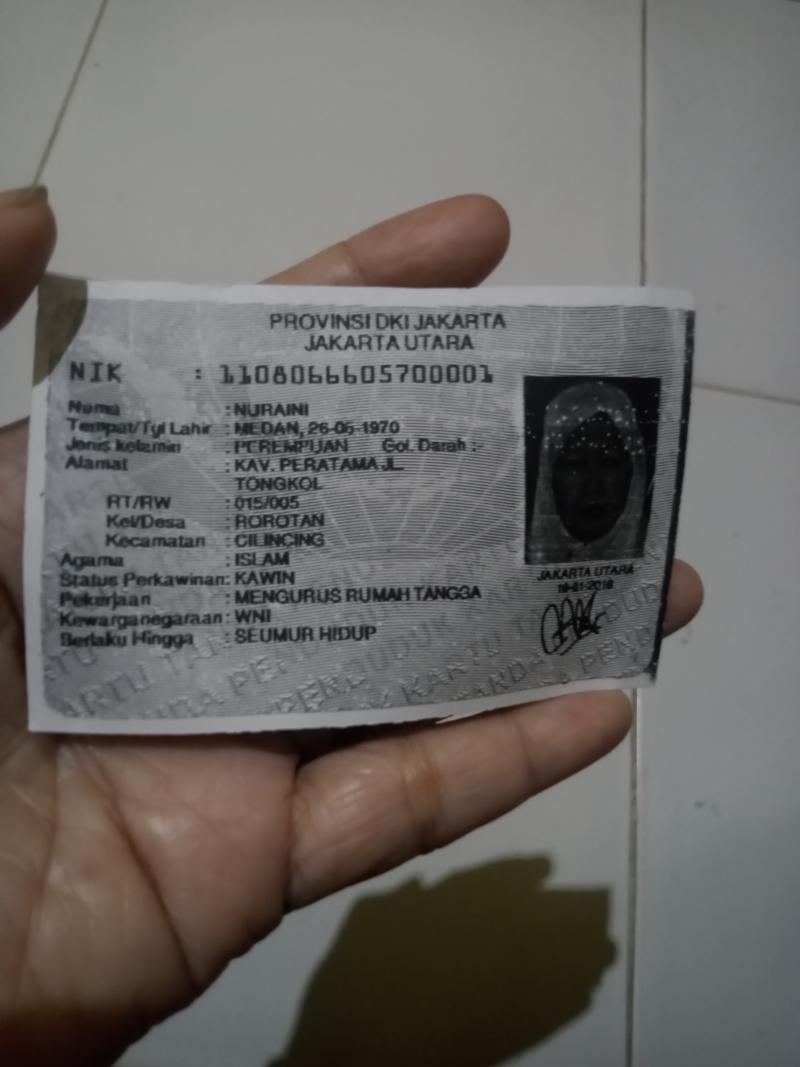 PROVINSI DKI JAKARTA
JAKARTA UTARA
NIK : 1108066605700001
Nama : NURAINI
Tempat/Tgl Lahir : MEDAN, 26-05-1970
Jenis kelamin : PEREMPUAN Gol. Darah :-
Alamat : KAV. PERATAMA JL.
TONGKOL
RT/RW : 015/005
Kel/Desa : ROROTAN
Kecamatan : CILINCING
Agama : ISLAM
Status Perkawinan: KAWIN
Pekerjaan : MENGURUS RUMAH TANGGA
Kewarganegaraan : WNI
Berlaku Hingga : SEUMUR HIDUP
JAKARTA UTARA